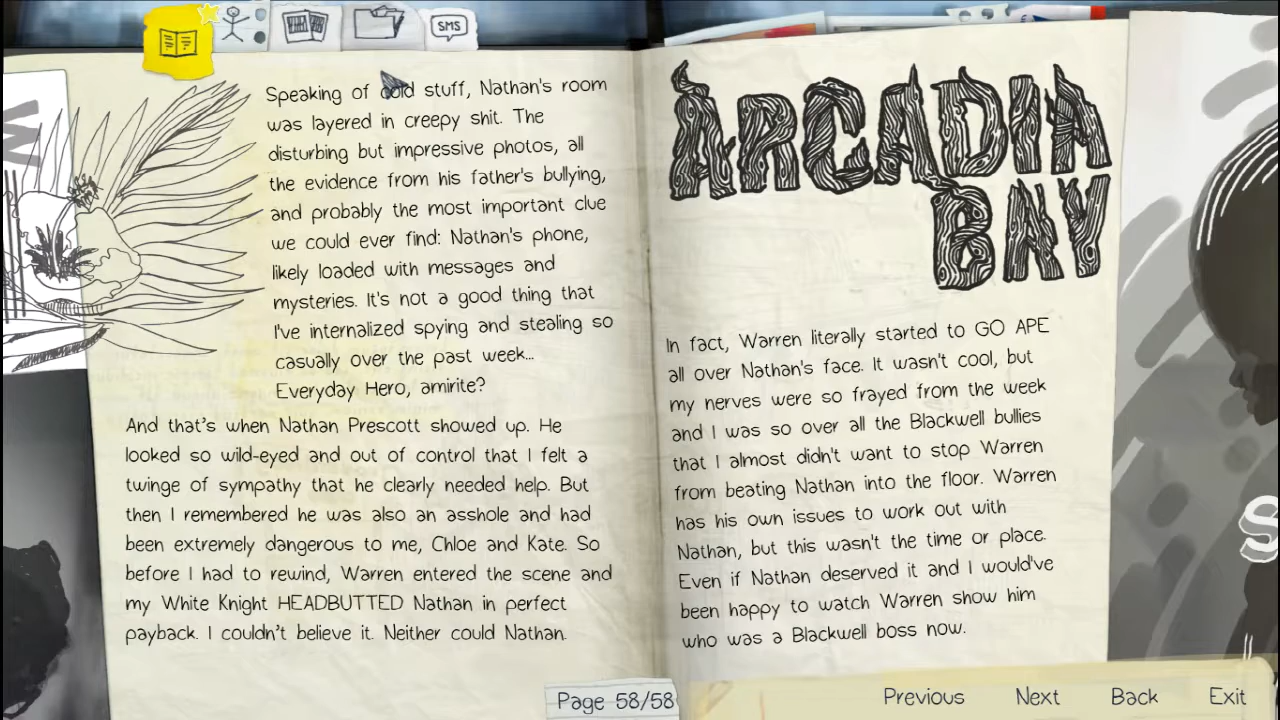 SMS
Speaking of cold stuff, Nathan's room
was layered in creepy shit. The
disturbing but impressive photos, all
the evidence from his father's bullying,
and probably the most important clue
we could ever find: Nathan's phone,
likely loaded with messages and
mysteries. It's not a good thing that
I've internalized spying and stealing so
casually over the past week...
Everyday Hero, amirite?
And that's when Nathan Prescott showed up. He
looked so wild-eyed and out of control that I felt a
twinge of sympathy that he clearly needed help. But
then I remembered he was also an asshole and had
been extremely dangerous to me, Chloe and Kate. So
before I had to rewind, Warren entered the scene and
my White Knight HEADBUTTED Nathan in perfect
payback. I couldn't believe it. Neither could Nathan.
ARCADIA
BAY
In fact, Warren literally started to GO APE
all over Nathan's face. It wasn't cool, but
my nerves were so frayed from the week
and I was so over all the Blackwell bullies
that I almost didn't want to stop Warren
from beating Nathan into the floor. Warren
has his own issues to work out with
Nathan, but this wasn't the time or place.
Even if Nathan deserved it and I would've
been happy to watch Warren show him
who was a Blackwell boss now.
Page 58/58
Previous Next Back Exit